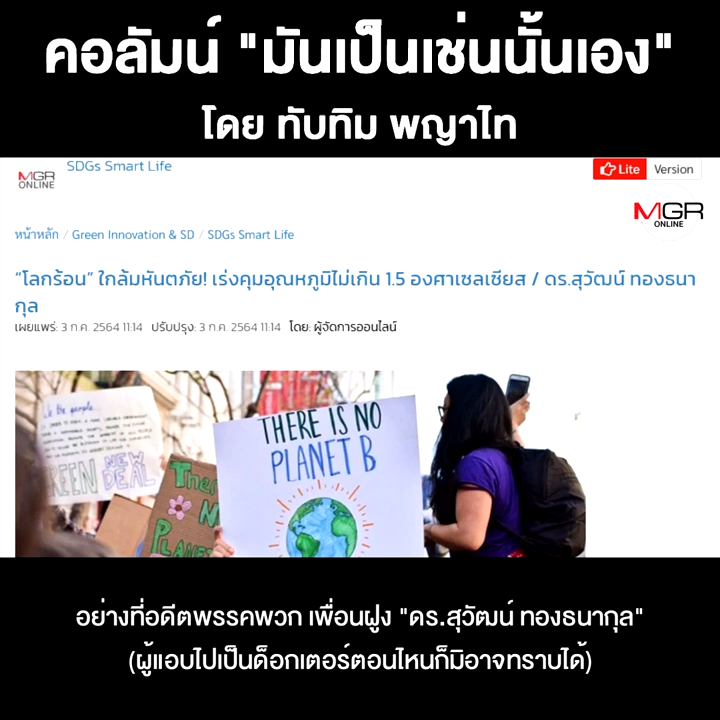 คอลัมน์ "มันเป็นเช่นนั้นเอง"
โดย ทับทิม พญาไท
MGR
ONLINE
SDGs Smart Life
Lite Version
MGR
ONLINE
หน้าหลัก / Green Innovation & SD / SDGs Smart Life
“โลกร้อน” ใกล้มหันตภัย! เร่งคุมอุณหภูมิไม่เกิน 1.5 องศาเซลเซียส / ดร.สุวัฒน์ ทองธนา
กุล
เผยแพร่: 3 ก.ค. 2564 11:14 ปรับปรุง: 3 ก.ค. 2564 11:14 โดย: ผู้จัดการออนไลน์
We the people
GREEN NEW
DEAL
There
N
PLANET
THERE IS NO
PLANET B
อย่างที่อดีตพรรคพวก เพื่อนฝูง "ดร.สุวัฒน์ ทองธนากุล"
(ผู้แอบไปเป็นด็อกเตอร์ตอนไหนก็มิอาจทราบได้)